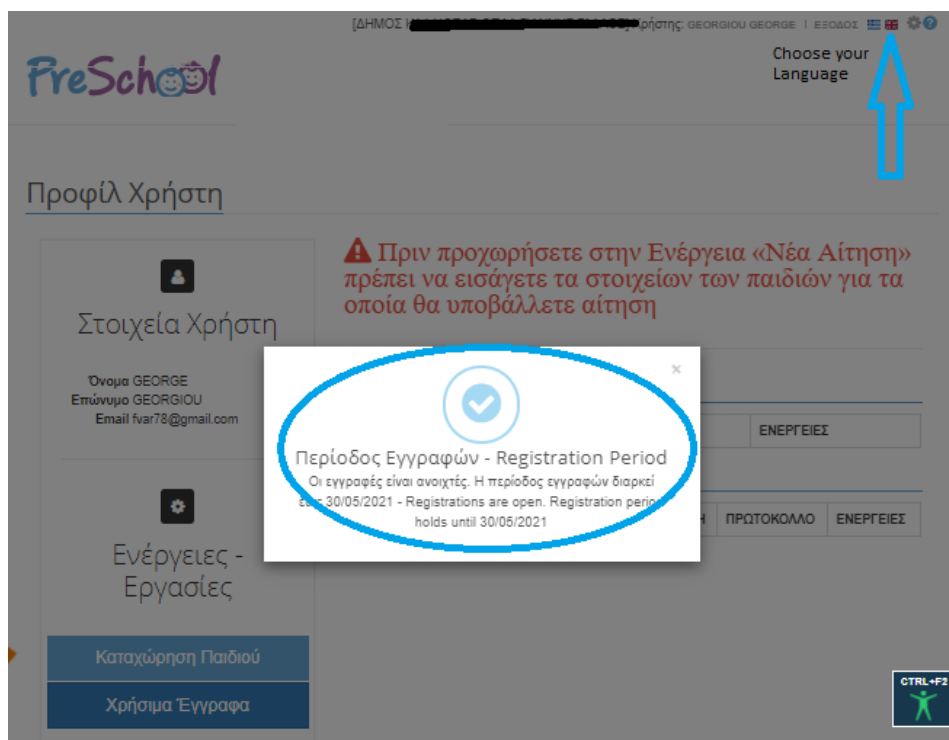 [ΔΗΜΟΣ
Χρήστης: GEORGIOU GEORGE | ΕΞΟΔΟΣ
PreSchool
Choose your
Language
Προφίλ Χρήστη
Πριν προχωρήσετε στην Ενέργεια «Νέα Αίτηση»
πρέπει να εισάγετε τα στοιχείων των παιδιών για τα
οποία θα υποβάλλετε αίτηση
Στοιχεία Χρήστη
Όνομα GEORGE
Επώνυμο GEORGIOU
Email fvar78@gmail.com
×
Περίοδος Εγγραφών - Registration Period
Οι εγγραφές είναι ανοιχτές. Η περίοδος εγγραφών διαρκεί
έως 30/05/2021 - Registrations are open. Registration period
holds until 30/05/2021
ΕΝΕΡΓΕΙΕΣ
ΠΡΩΤΟΚΟΛΛΟ ΕΝΕΡΓΕΙΕΣ
Ενέργειες -
Εργασίες
Καταχώρηση Παιδιού
Χρήσιμα Έγγραφα
CTRL+F2